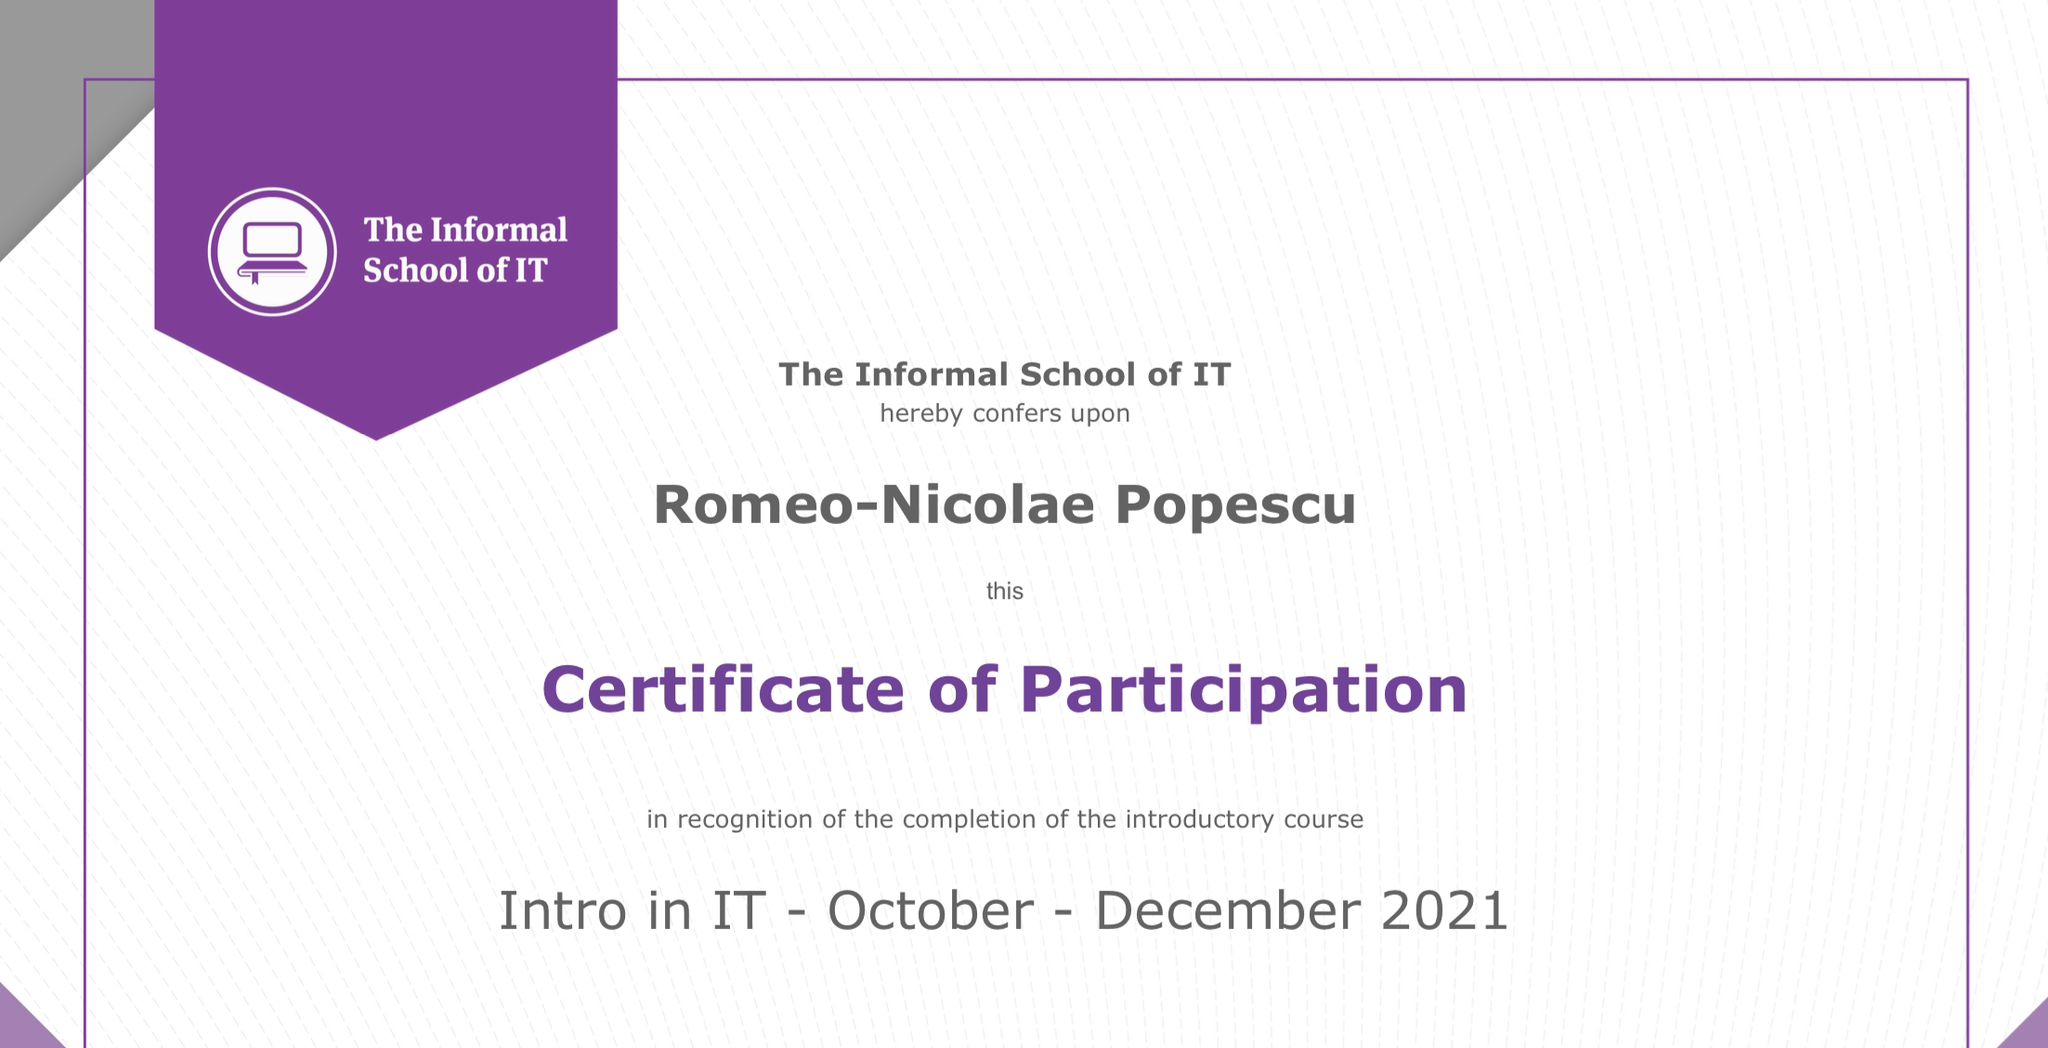 The Informal
School of IT
The Informal School of IT
hereby confers upon
Romeo-Nicolae Popescu
this
Certificate of Participation
in recognition of the completion of the introductory course
Intro in IT - October - December 2021